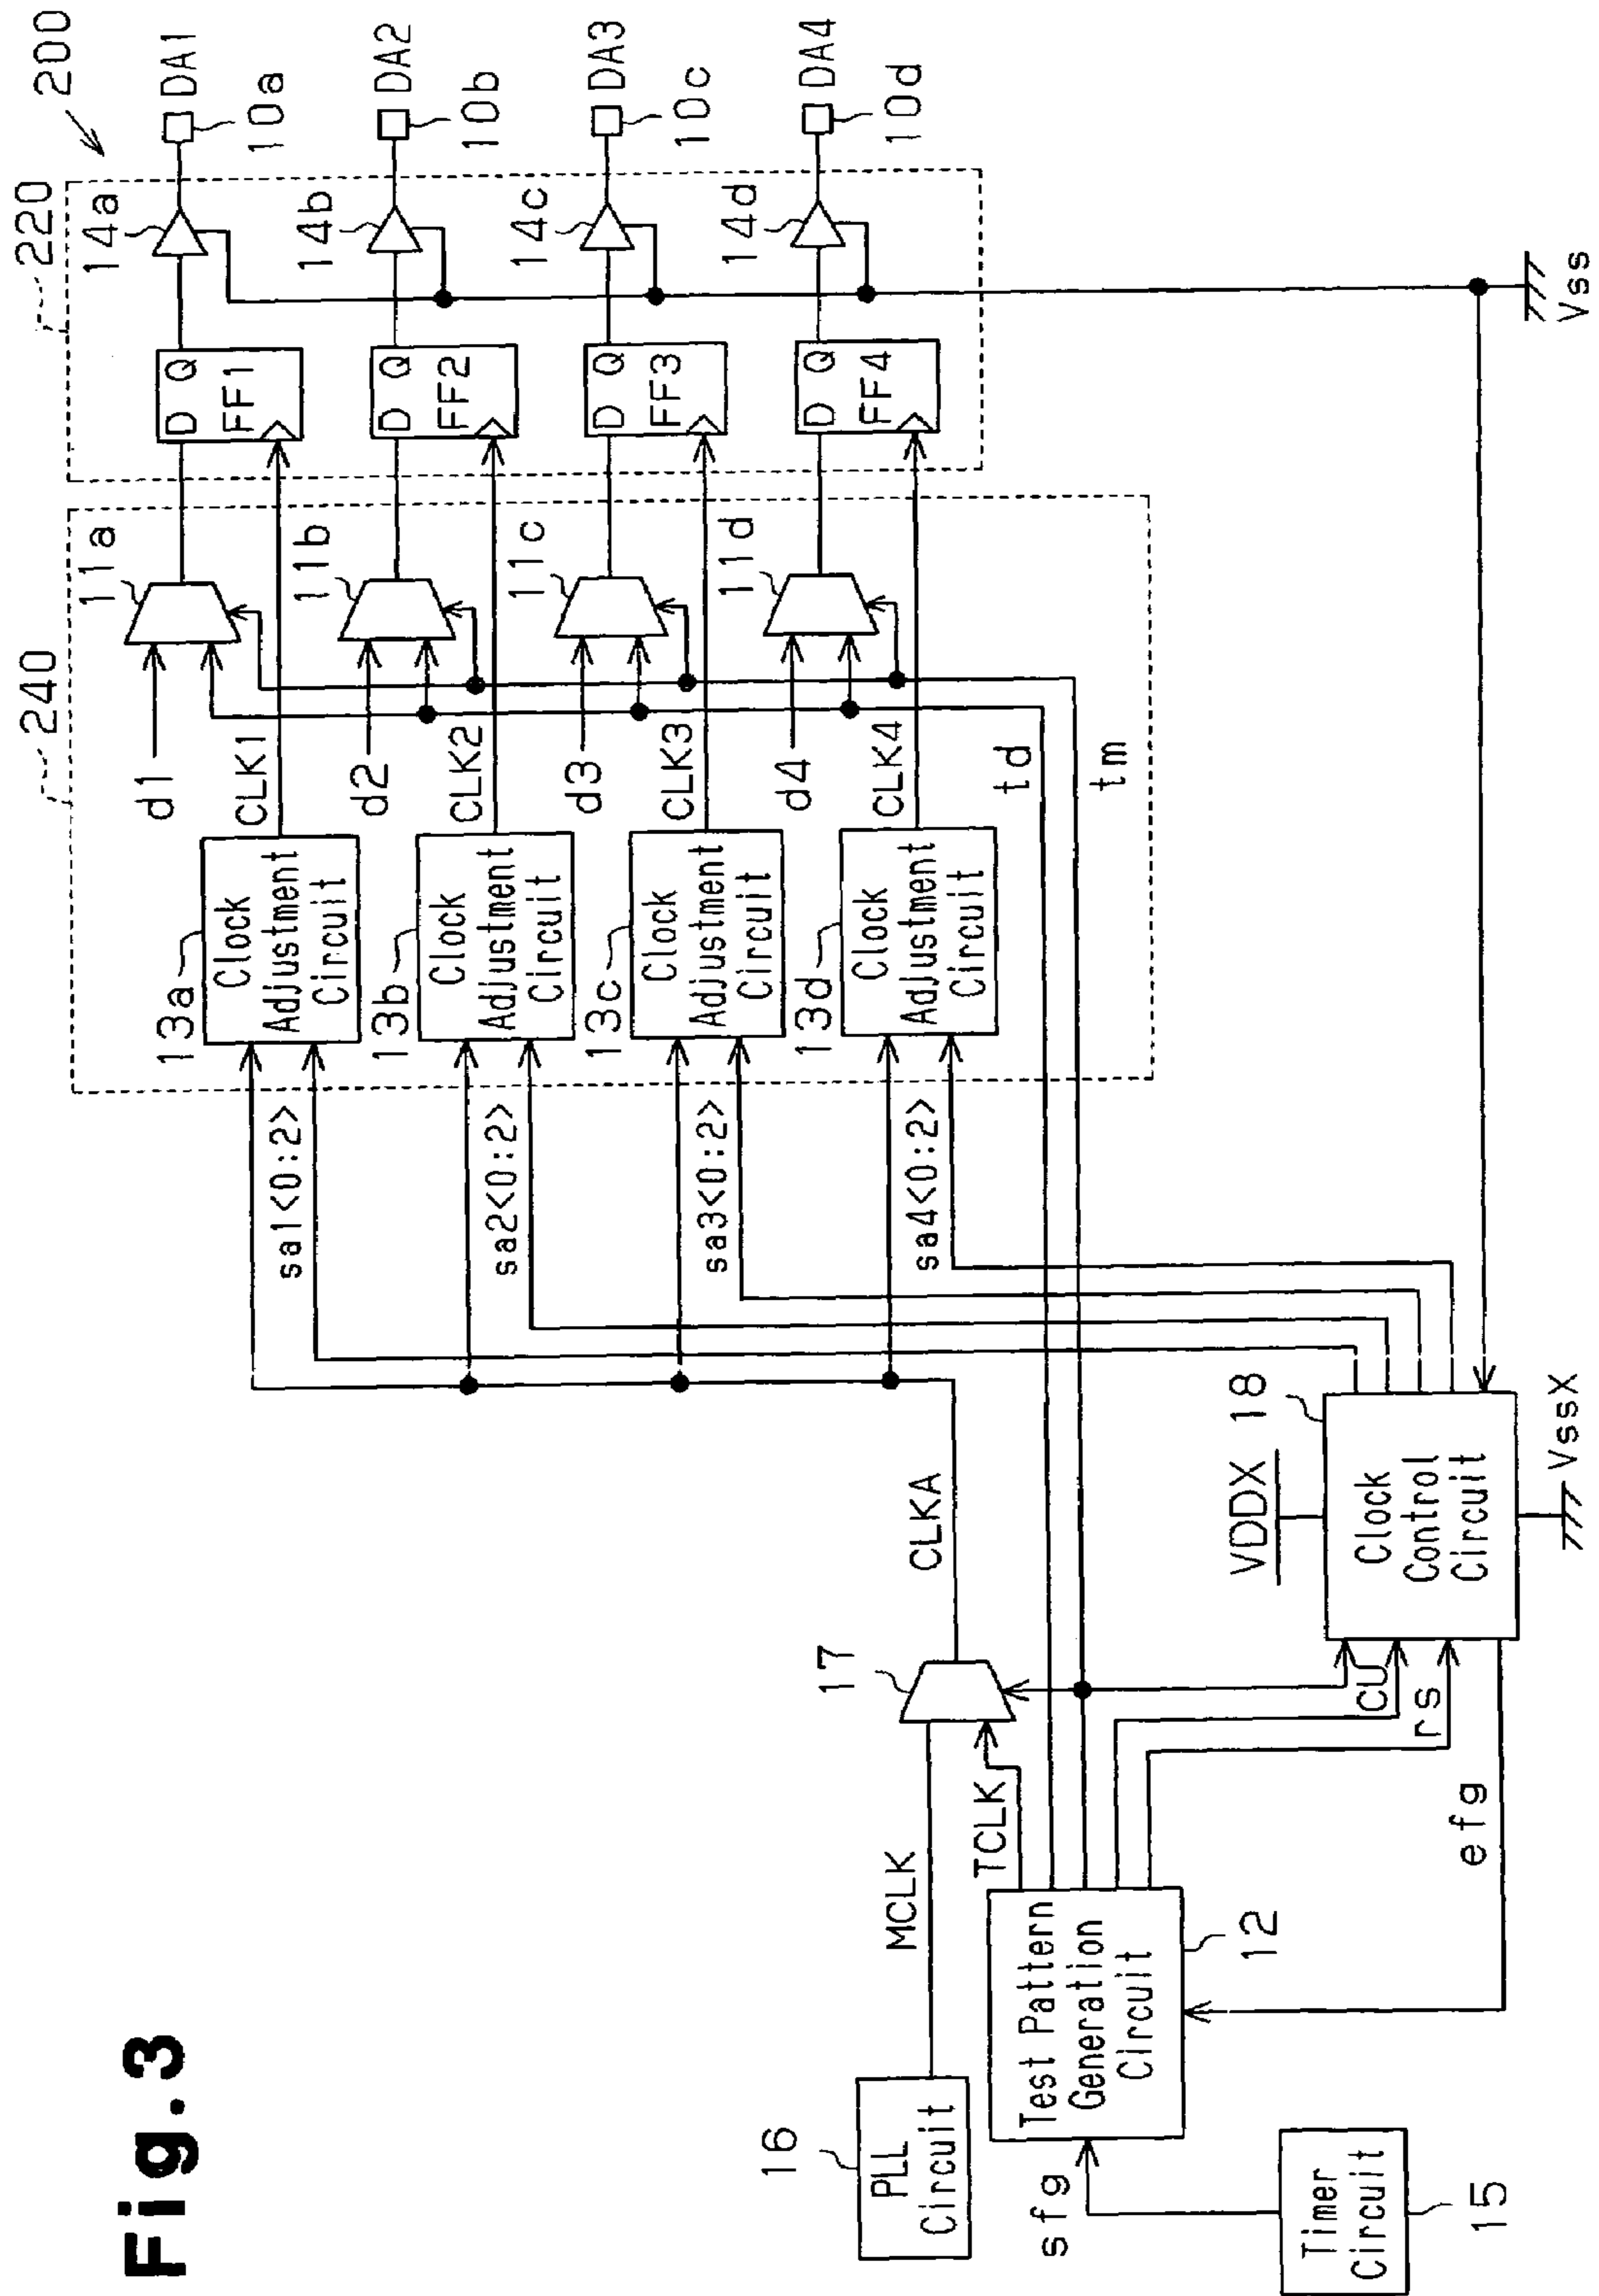 Fig.3
200
220
240
14a
DA1
10a
14b
DA2
10b
14c
DA3
10c
14d
DA4
10d
D Q
FF1
D Q
FF2
D Q
FF3
D Q
FF4
11a
11b
11c
11d
d1
d2
d3
d4
CLK1
CLK2
CLK3
CLK4
td
tm
13a
Clock
Adjustment
Circuit
13b
Clock
Adjustment
Circuit
13c
Clock
Adjustment
Circuit
13d
Clock
Adjustment
Circuit
sa1<0:2>
sa2<0:2>
sa3<0:2>
sa4<0:2>
CLKA
17
MCLK
TCLK
16
PLL
Circuit
Test Pattern
Generation
Circuit
12
sfg
Timer
Circuit
15
VDDX
18
Clock
Control
Circuit
VssX
CU
rs
efg
Vss